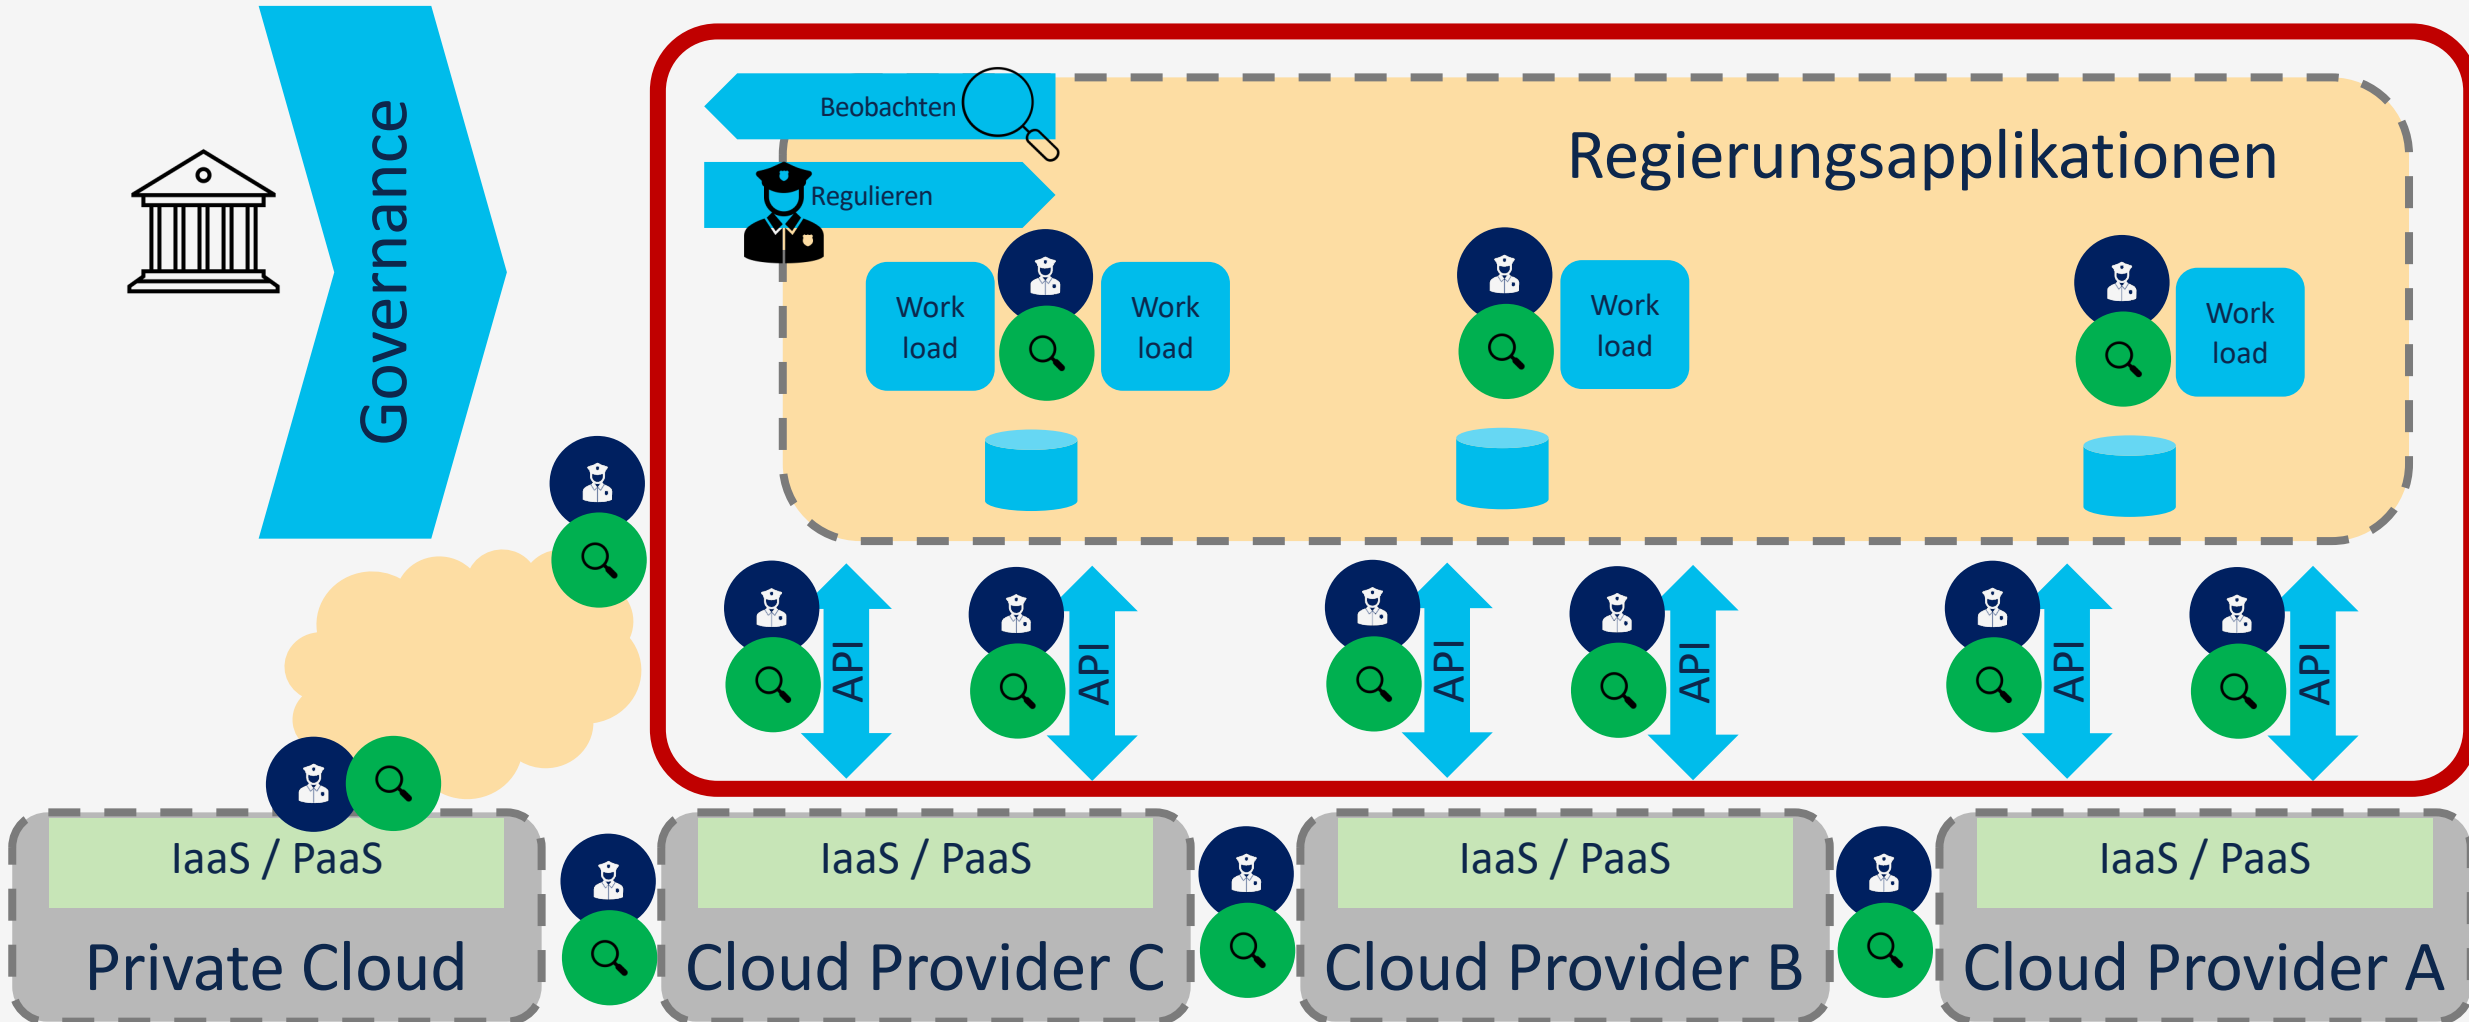 Governance
Beobachten
Regulieren
Regierungsapplikationen
Work
load
Work
load
Work
load
Work
load
API
API
API
API
API
API
IaaS / PaaS
Private Cloud
IaaS / PaaS
Cloud Provider C
IaaS / PaaS
Cloud Provider B
IaaS / PaaS
Cloud Provider A